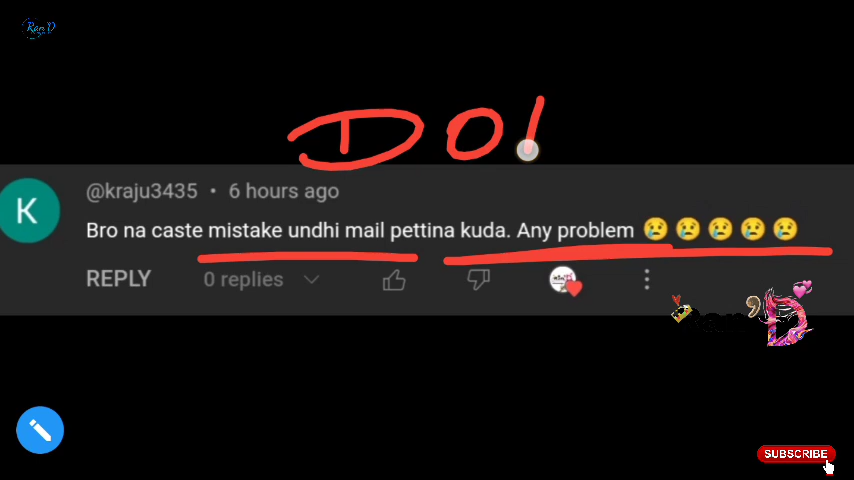 Ram'D
DO!
@kraju3435 • 6 hours ago
K
Bro na caste mistake undhi mail pettina kuda. Any problem 😢😢😢😢😢
REPLY 0 replies
SUBSCRIBE